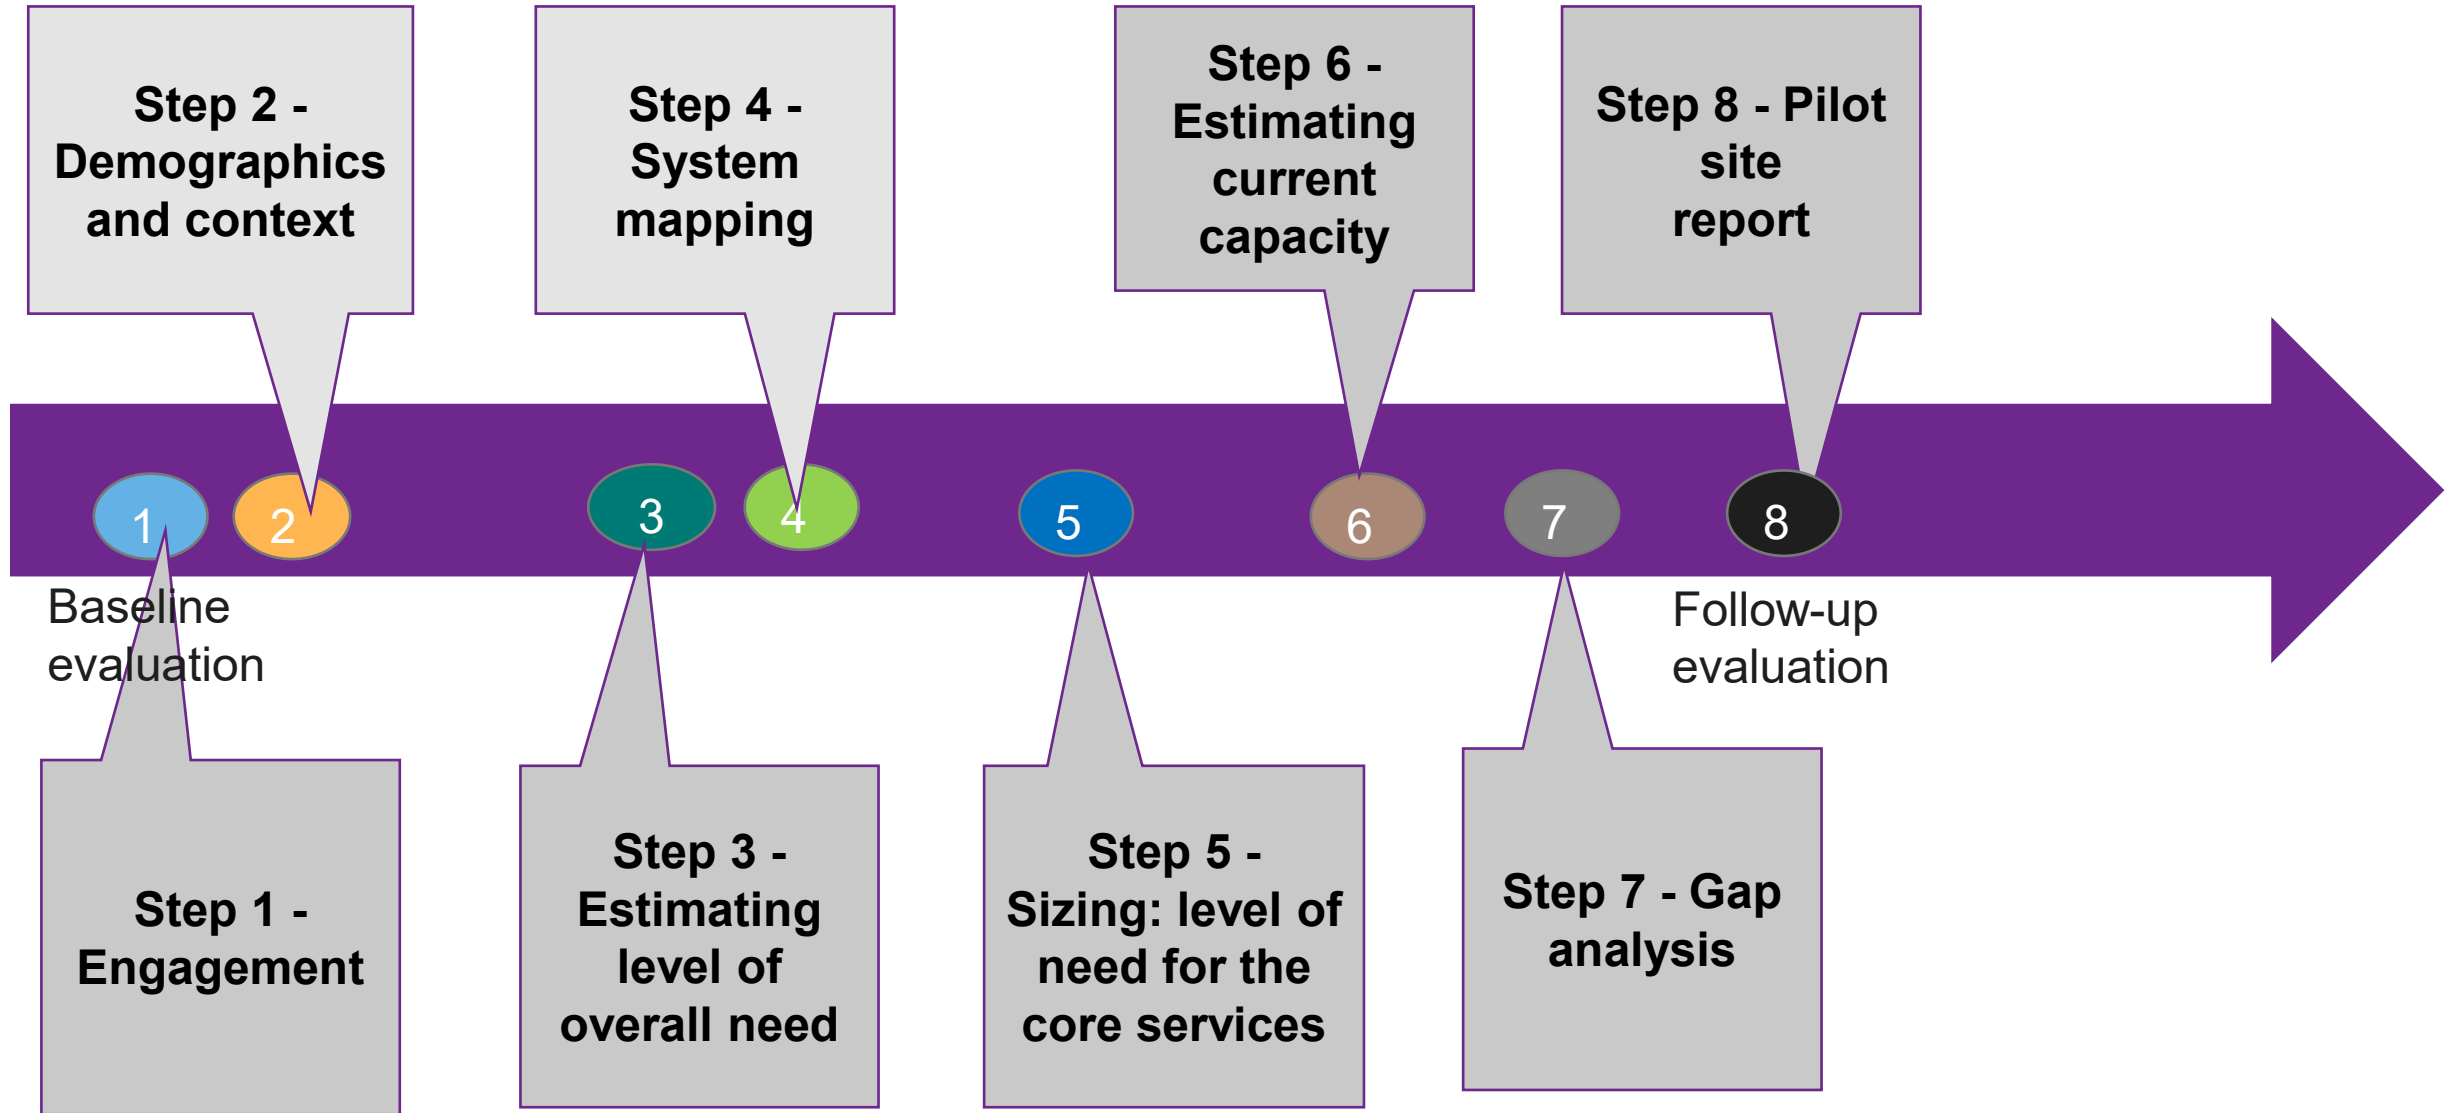 Step 2 -
Demographics
and context
Step 4 -
System
mapping
Step 6 -
Estimating
current
capacity
Step 8 - Pilot
site
report
1
2
3
4
5
6
7
8
Baseline
evaluation
Follow-up
evaluation
Step 1 -
Engagement
Step 3 -
Estimating
level of
overall need
Step 5 -
Sizing: level of
need for the
core services
Step 7 - Gap
analysis